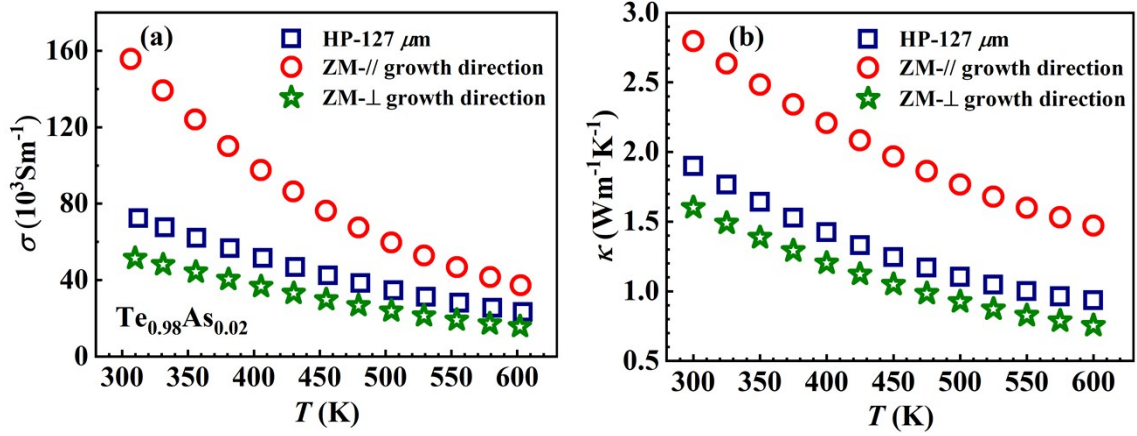 (a)
HP-127 μm
ZM-// growth direction
ZM-⊥ growth direction
160
120
80
40
0
σ (10³Sm⁻¹)
Te₀.₉₈As₀.₀₂
300 350 400 450 500 550 600
T (K)
(b)
HP-127 μm
ZM-// growth direction
ZM-⊥ growth direction
3.0
2.5
2.0
1.5
1.0
0.5
κ (Wm⁻¹K⁻¹)
300 350 400 450 500 550 600
T (K)